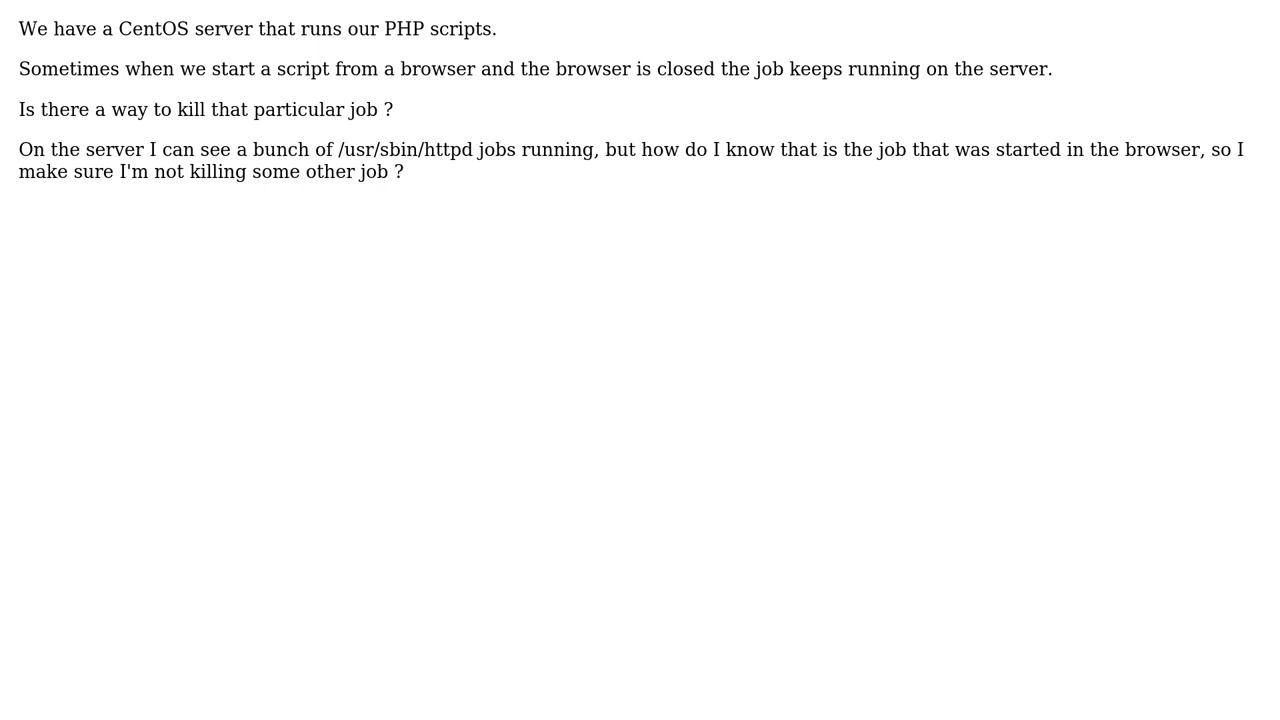 We have a CentOS server that runs our PHP scripts.
Sometimes when we start a script from a browser and the browser is closed the job keeps running on the server.
Is there a way to kill that particular job ?
On the server I can see a bunch of /usr/sbin/httpd jobs running, but how do I know that is the job that was started in the browser, so I
make sure I'm not killing some other job ?